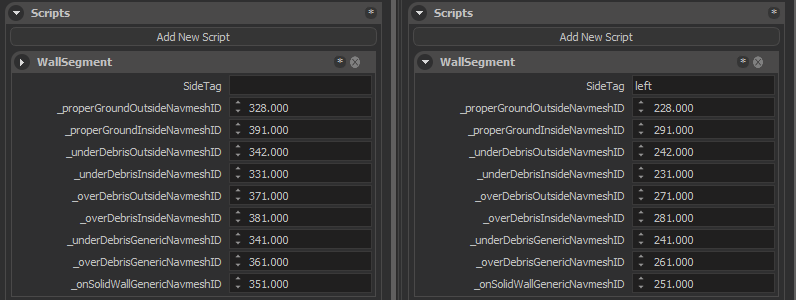 Scripts
Add New Script
WallSegment
SideTag
_properGroundOutsideNavmeshID 328.000
_properGroundInsideNavmeshID 391.000
_underDebrisOutsideNavmeshID 342.000
_underDebrisInsideNavmeshID 331.000
_overDebrisOutsideNavmeshID 371.000
_overDebrisInsideNavmeshID 381.000
_underDebrisGenericNavmeshID 341.000
_overDebrisGenericNavmeshID 361.000
_onSolidWallGenericNavmeshID 351.000
Scripts
Add New Script
WallSegment
SideTag left
_properGroundOutsideNavmeshID 228.000
_properGroundInsideNavmeshID 291.000
_underDebrisOutsideNavmeshID 242.000
_underDebrisInsideNavmeshID 231.000
_overDebrisOutsideNavmeshID 271.000
_overDebrisInsideNavmeshID 281.000
_underDebrisGenericNavmeshID 241.000
_overDebrisGenericNavmeshID 261.000
_onSolidWallGenericNavmeshID 251.000